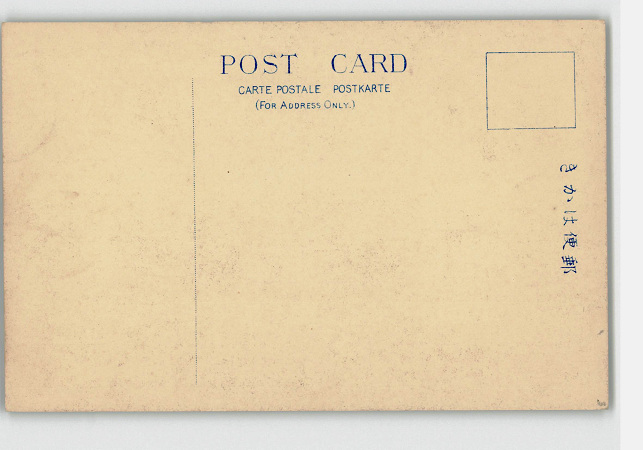 POST CARD
CARTE POSTALE POSTKARTE
(FOR ADDRESS ONLY.)
郵便はかき